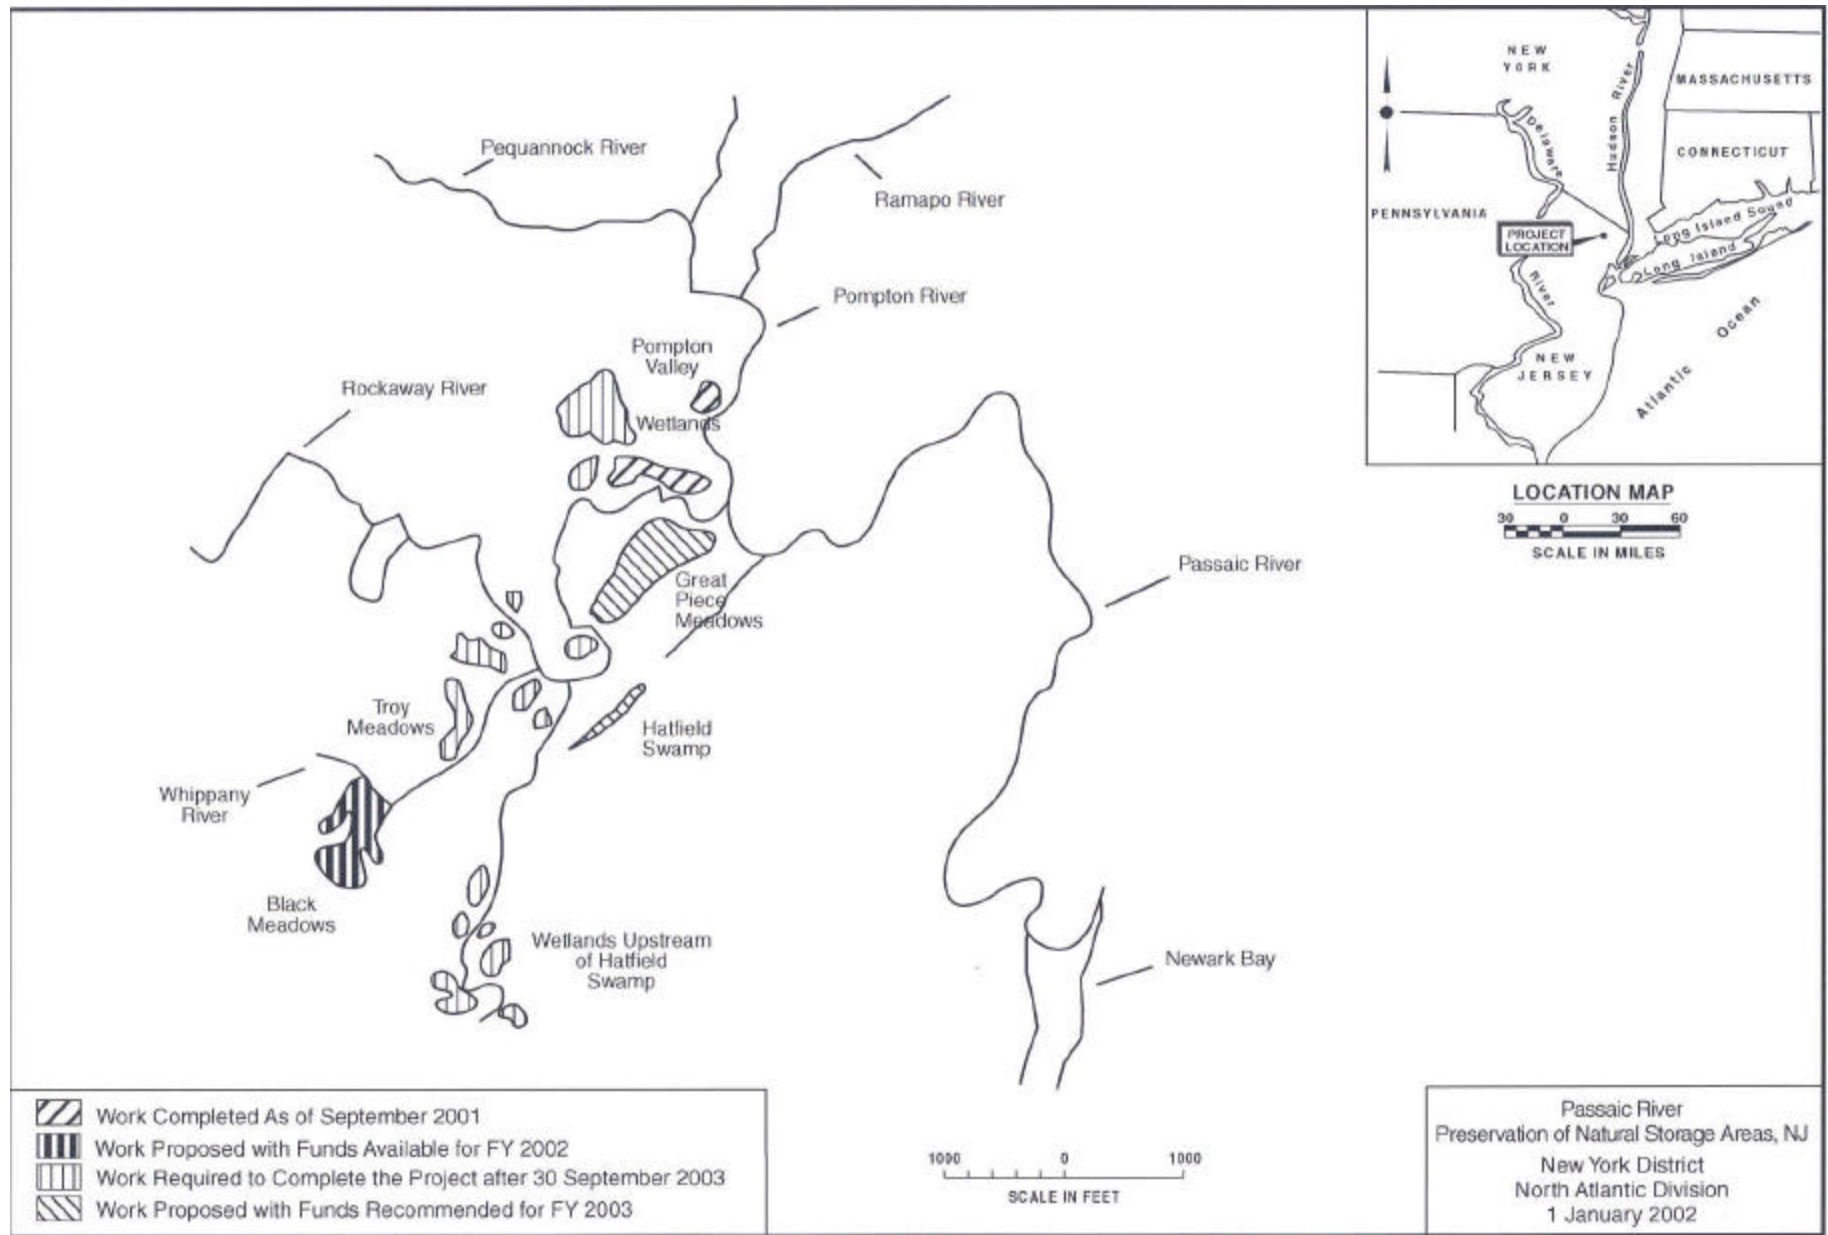 Pequannock River
Ramapo River
Pompton River
Pompton
Valley
Wetlands
Rockaway River
Great
Piece
Meadows
Passaic River
Troy
Meadows
Hatfield
Swamp
Whippany
River
Black
Meadows
Wetlands Upstream
of Hatfield
Swamp
Newark Bay
NEW
YORK
Hudson River
MASSACHUSETTS
Delaware
CONNECTICUT
PENNSYLVANIA
Long Island Sound
PROJECT
LOCATION
Long Island
River
Atlantic Ocean
NEW
JERSEY
LOCATION MAP
30 0 30 60
SCALE IN MILES
Work Completed As of September 2001
Work Proposed with Funds Available for FY 2002
Work Required to Complete the Project after 30 September 2003
Work Proposed with Funds Recommended for FY 2003
1000 0 1000
SCALE IN FEET
Passaic River
Preservation of Natural Storage Areas, NJ
New York District
North Atlantic Division
1 January 2002